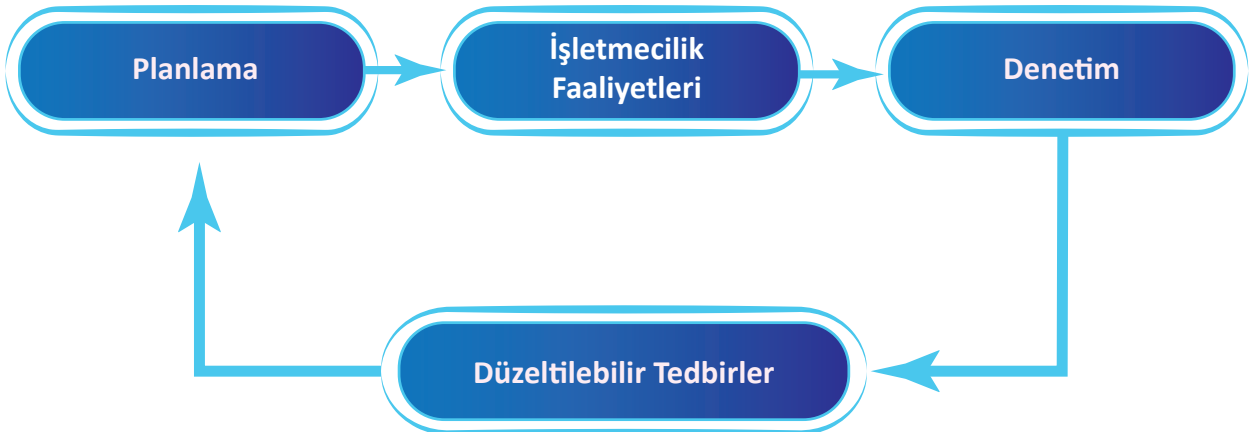 Planlama
İşletmecilik
Faaliyetleri
Denetim
Düzeltilebilir Tedbirler